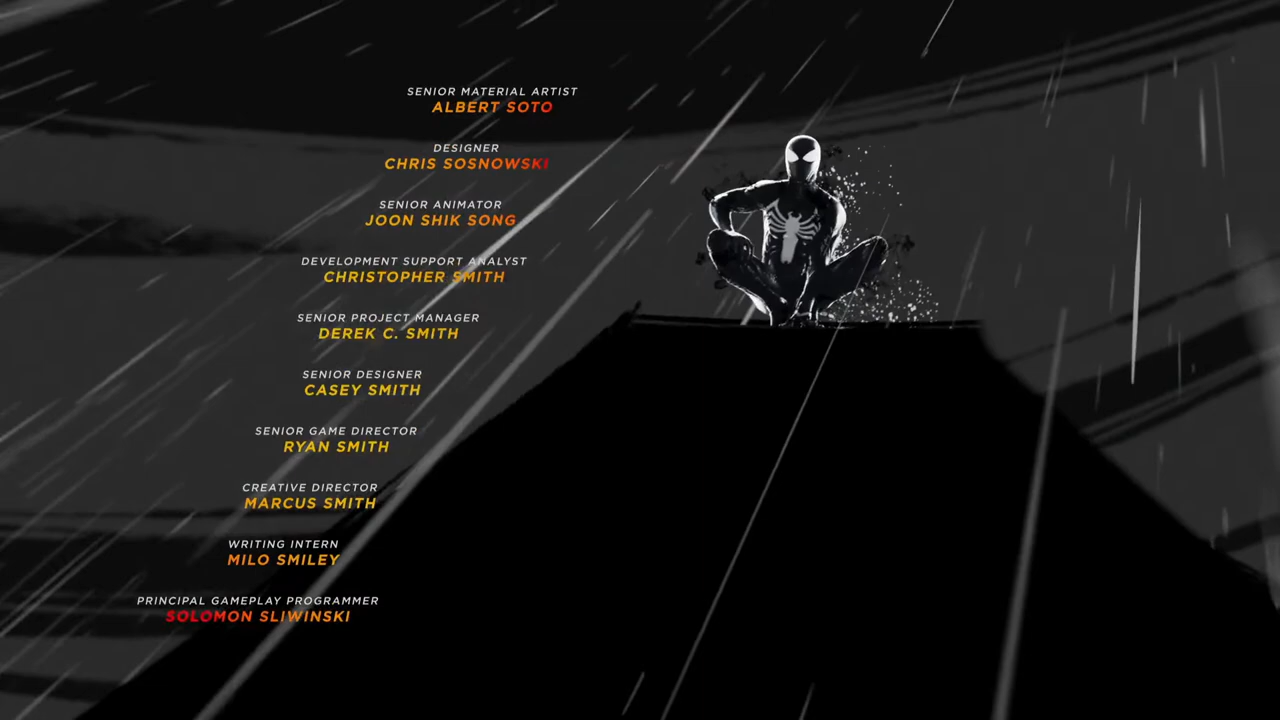 SENIOR MATERIAL ARTIST
ALBERT SOTO
DESIGNER
CHRIS SOSNOWSKI
SENIOR ANIMATOR
JOON SHIK SONG
DEVELOPMENT SUPPORT ANALYST
CHRISTOPHER SMITH
SENIOR PROJECT MANAGER
DEREK C. SMITH
SENIOR DESIGNER
CASEY SMITH
SENIOR GAME DIRECTOR
RYAN SMITH
CREATIVE DIRECTOR
MARCUS SMITH
WRITING INTERN
MILO SMILEY
PRINCIPAL GAMEPLAY PROGRAMMER
SOLOMON SLIWINSKI